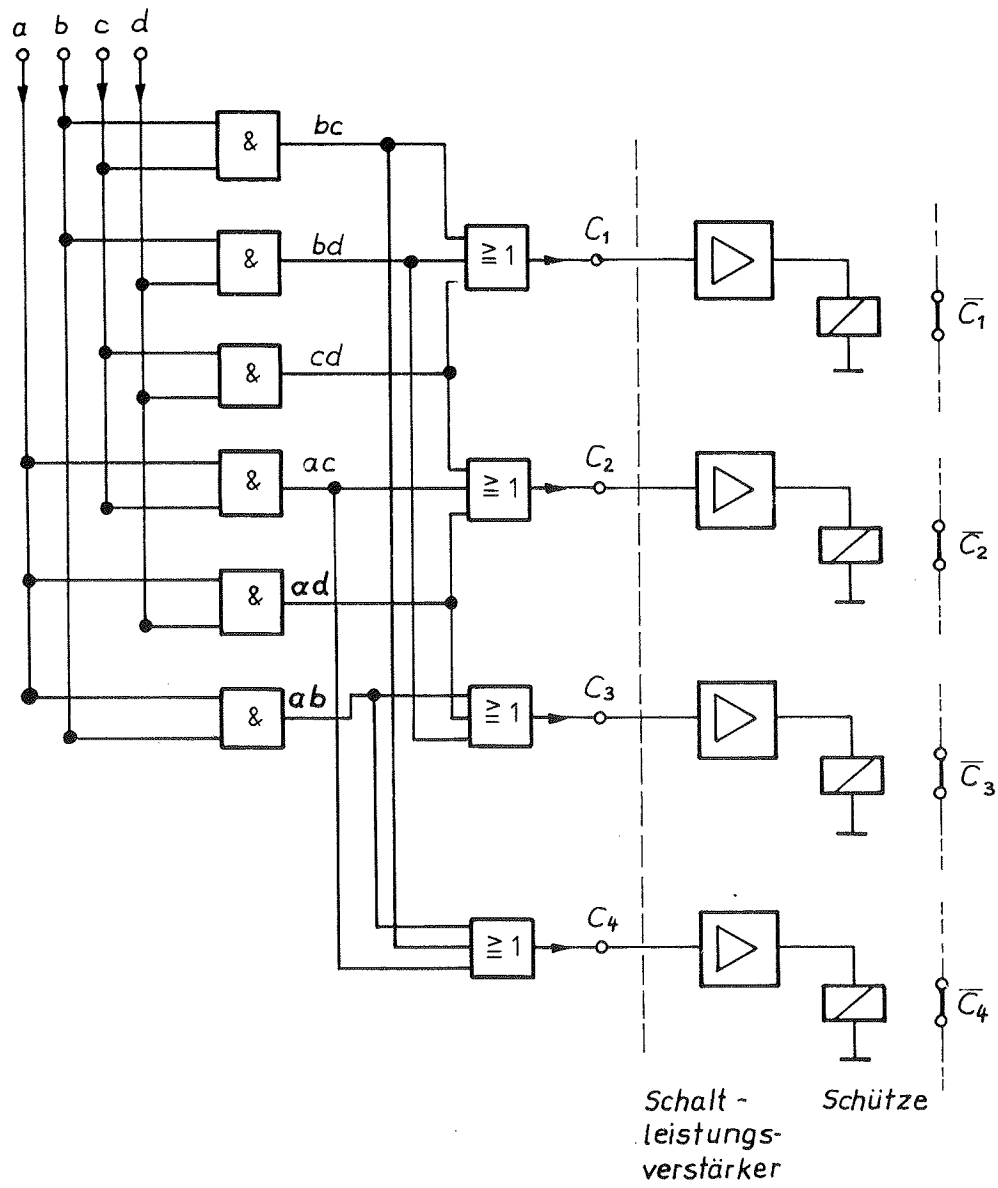 a b c d
& bc
& bd
& cd
& ac
& ad
& ab
≧ 1 C₁ C̅₁
≧ 1 C₂ C̅₂
≧ 1 C₃ C̅₃
≧ 1 C₄ C̅₄
Schalt-
leistungs-
verstärker
Schütze